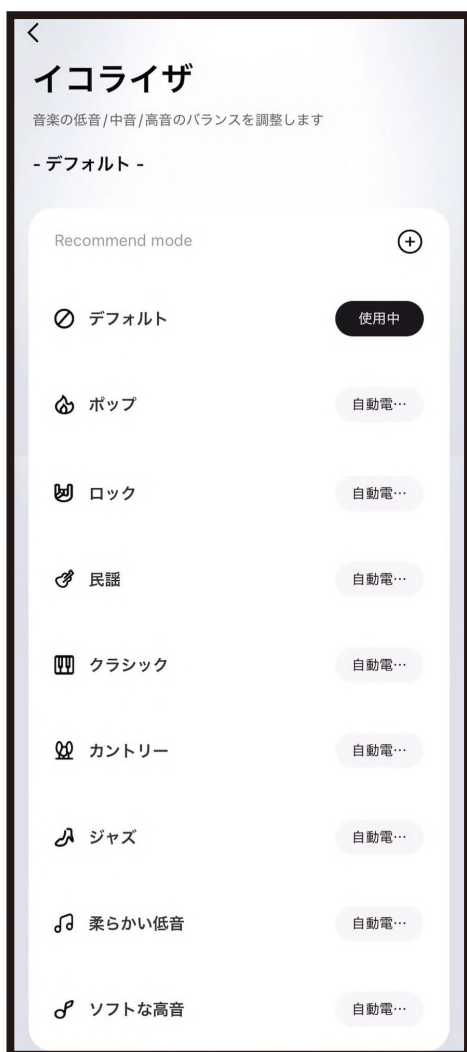 イコライザ
音楽の低音/中音/高音のバランスを調整します
- デフォルト -
Recommend mode
デフォルト 使用中
ポップ 自動電…
ロック 自動電…
民謡 自動電…
クラシック 自動電…
カントリー 自動電…
ジャズ 自動電…
柔らかい低音 自動電…
ソフトな高音 自動電…